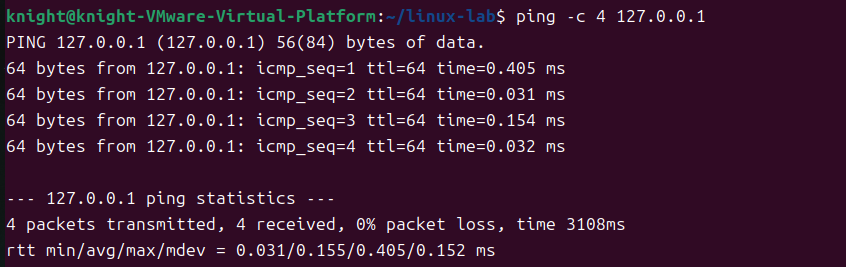 knight@knight-VMware-Virtual-Platform:~/linux-lab$ ping -c 4 127.0.0.1
PING 127.0.0.1 (127.0.0.1) 56(84) bytes of data.
64 bytes from 127.0.0.1: icmp_seq=1 ttl=64 time=0.405 ms
64 bytes from 127.0.0.1: icmp_seq=2 ttl=64 time=0.031 ms
64 bytes from 127.0.0.1: icmp_seq=3 ttl=64 time=0.154 ms
64 bytes from 127.0.0.1: icmp_seq=4 ttl=64 time=0.032 ms
--- 127.0.0.1 ping statistics ---
4 packets transmitted, 4 received, 0% packet loss, time 3108ms
rtt min/avg/max/mdev = 0.031/0.155/0.405/0.152 ms